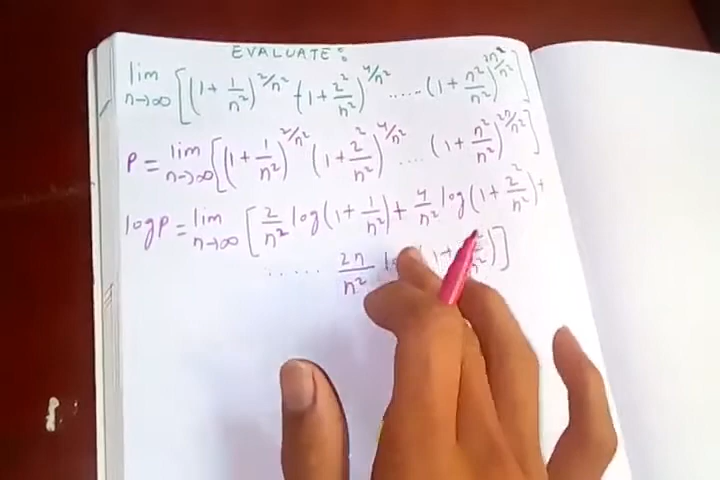 EVALUATE:
lim n→∞ [(1 + 1/n²)^2/n² (1 + 2²/n²)^4/n² ...... (1 + n²/n²)^2n/n²]
P = lim n→∞ [(1 + 1/n²)^2/n² (1 + 2²/n²)^4/n² .... (1 + n²/n²)^2n/n²]
log P = lim n→∞ [2/n² log(1 + 1/n²) + 4/n² log(1 + 2²/n²) +
...... 2n/n² (1 + /n²)]